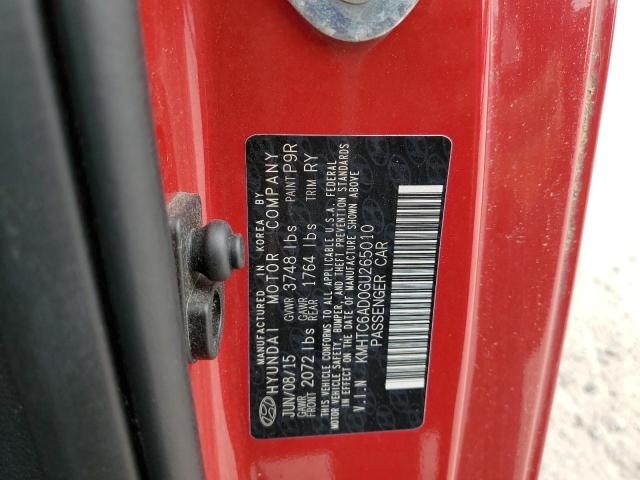 MANUFACTURED IN KOREA BY
HYUNDAI MOTOR COMPANY
JUN/08/15 GVWR 3748 lbs PAINT P9R
GAWR FRONT 2072 lbs GAWR REAR 1764 lbs TRIM RY
THIS VEHICLE CONFORMS TO ALL APPLICABLE U.S.A. FEDERAL
MOTOR VEHICLE SAFETY, BUMPER, AND THEFT PREVENTION STANDARDS
IN EFFECT ON THE DATE OF MANUFACTURE SHOWN ABOVE
V.I.N. KMHTC6AD0GU265010
PASSENGER CAR